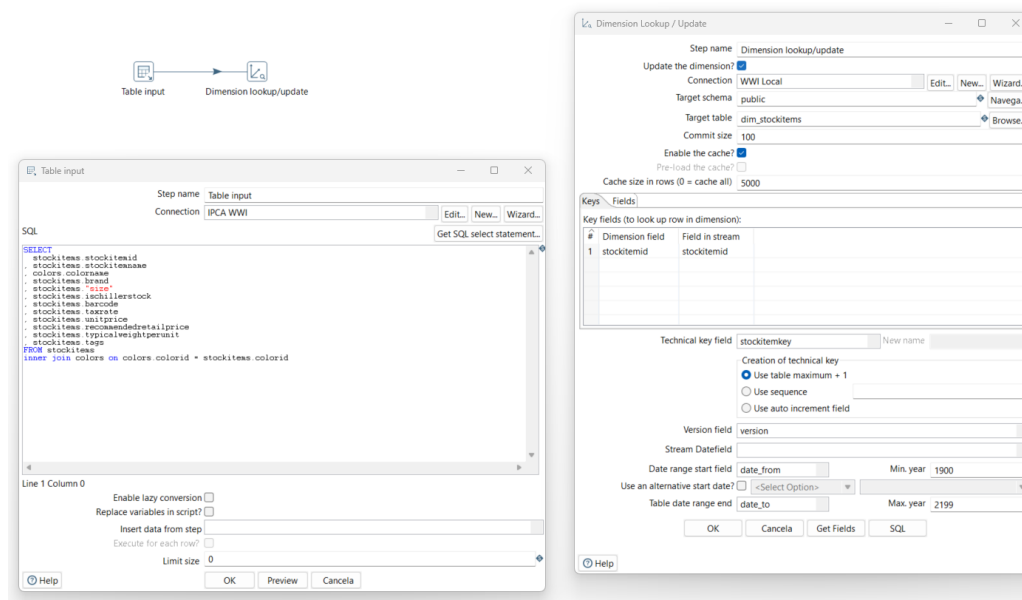 Table input
Dimension lookup/update
Table input
Step name Table input
Connection IPCA WWI Edit... New... Wizard...
SQL Get SQL select statement...
SELECT
  stockitems.stockitemid
, stockitems.stockitemname
, colors.colorname
, stockitems.brand
, stockitems."size"
, stockitems.ischillerstock
, stockitems.barcode
, stockitems.taxrate
, stockitems.unitprice
, stockitems.recommendedretailprice
, stockitems.typicalweightperunit
, stockitems.tags
FROM stockitems
inner join colors on colors.colorid = stockitems.colorid
Line 1 Column 0
Enable lazy conversion
Replace variables in script?
Insert data from step
Execute for each row?
Limit size 0
Help OK Preview Cancela
Dimension Lookup / Update
Step name Dimension lookup/update
Update the dimension?
Connection WWI Local Edit... New... Wizard.
Target schema public Navega.
Target table dim_stockitems Browse.
Commit size 100
Enable the cache?
Pre-load the cache?
Cache size in rows (0 = cache all) 5000
Keys Fields
Key fields (to look up row in dimension):
# Dimension field Field in stream
1 stockitemid stockitemid
Technical key field stockitemkey New name
Creation of technical key
Use table maximum + 1
Use sequence
Use auto increment field
Version field version
Stream Datefield
Date range start field date_from Min. year 1900
Use an alternative start date? <Select Option>
Table date range end date_to Max. year 2199
OK Cancela Get Fields SQL
Help